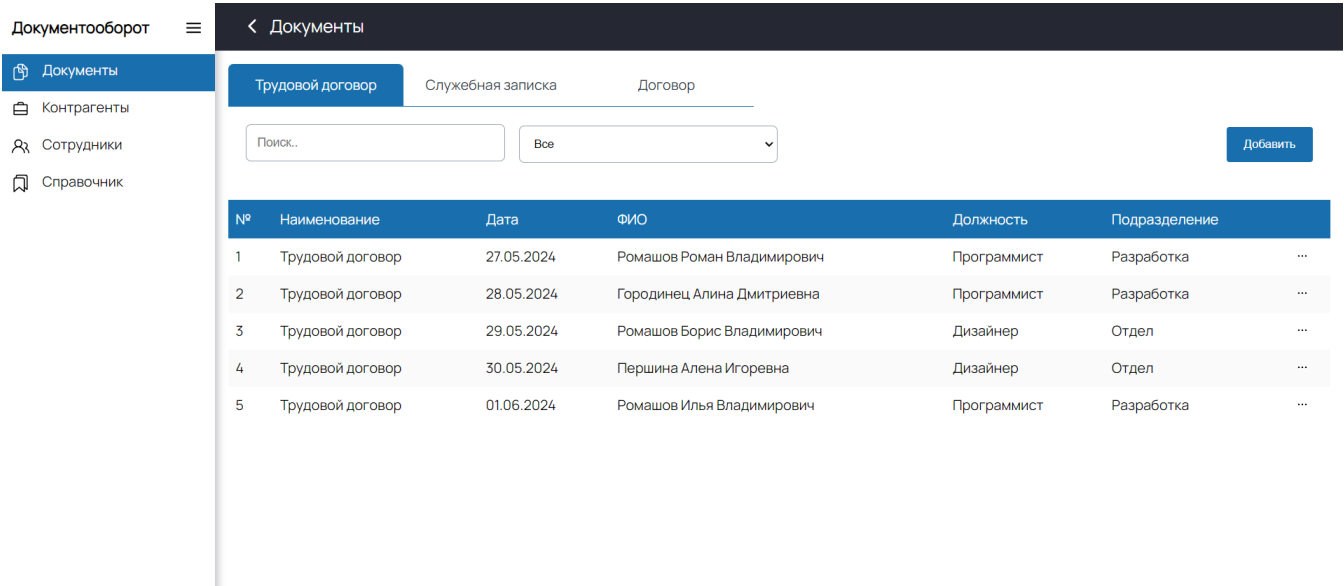 Документооборот
Документы
Контрагенты
Сотрудники
Справочник
Документы
Трудовой договор Служебная записка Договор
Поиск.. Все Добавить
№ Наименование Дата ФИО Должность Подразделение
1 Трудовой договор 27.05.2024 Ромашов Роман Владимирович Программист Разработка ...
2 Трудовой договор 28.05.2024 Городинец Алина Дмитриевна Программист Разработка ...
3 Трудовой договор 29.05.2024 Ромашов Борис Владимирович Дизайнер Отдел ...
4 Трудовой договор 30.05.2024 Першина Алена Игоревна Дизайнер Отдел ...
5 Трудовой договор 01.06.2024 Ромашов Илья Владимирович Программист Разработка ...